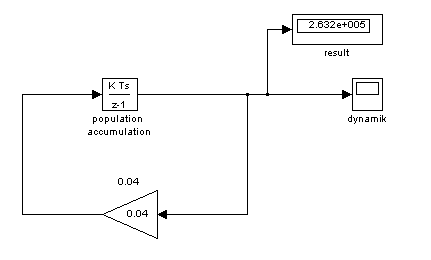 2.632e+005
result
K Ts
z-1
population
accumulation
dynamik
0.04
0.04